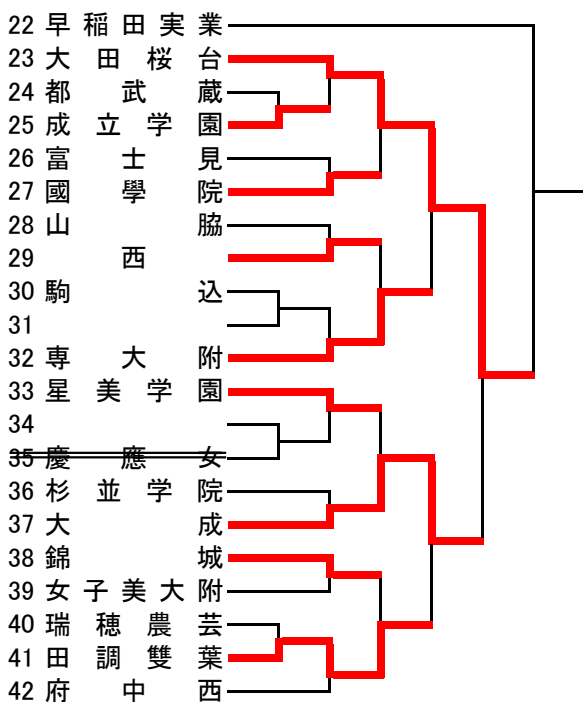 22 早稲田実業
23 大田桜台
24 都武蔵
25 成立学園
26 富士見
27 國學院
28 山脇
29 西
30 駒込
31
32 専大附
33 星美学園
34
35 慶應女
36 杉並学院
37 大成
38 錦城
39 女子美大附
40 瑞穂農芸
41 田調雙葉
42 府中西